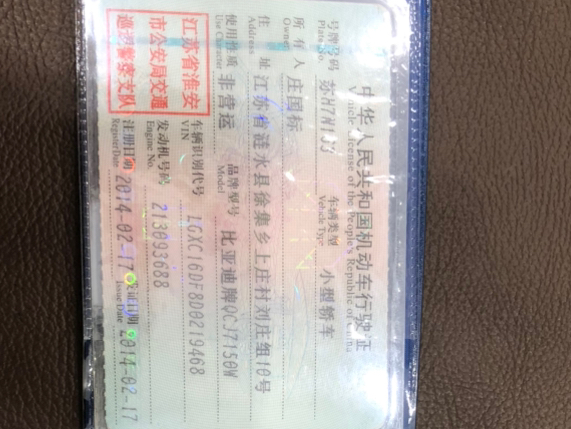 中华人民共和国机动车行驶证
Vehicle License of the People's Republic of China
号牌号码 车辆类型 小型轿车
Plate No. Vehicle Type
所有人 庄国标
Owner
住址 江苏省涟水县徐集乡上庄村刘庄组10号
Address
使用性质 非营运 品牌型号 比亚迪牌QCJ7150W
Use Character Model
江苏省淮安市公安局交通巡逻警察支队
车辆识别代号 LGXC16DF8D0219468
VIN
发动机号码 213093688
Engine No.
注册日期 2014-02-17 发证日期 2014-02-17
Register Date Issue Date